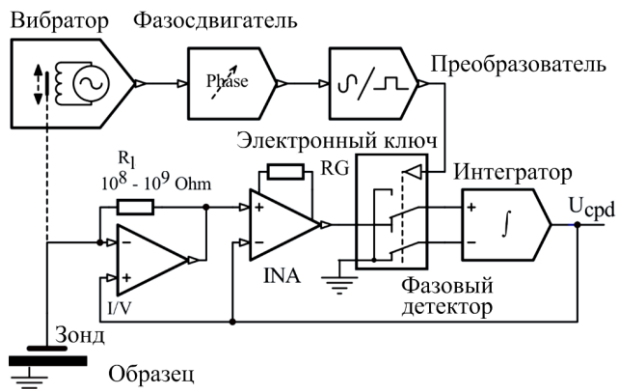 Вибратор
Фазосдвигатель
Phase
Преобразователь
Электронный ключ
R1
10^8 - 10^9 Ohm
RG
Интегратор
+
−
I/V
+
−
INA
+
−
∫
Ucpd
Фазовый
детектор
Зонд
Образец